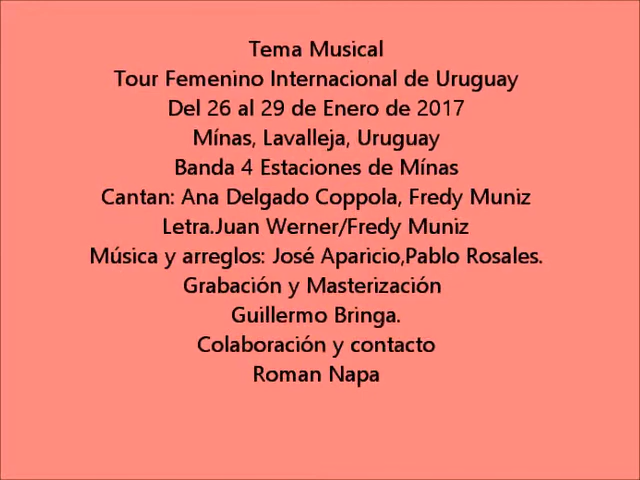 Tema Musical
Tour Femenino Internacional de Uruguay
Del 26 al 29 de Enero de 2017
Mínas, Lavalleja, Uruguay
Banda 4 Estaciones de Mínas
Cantan: Ana Delgado Coppola, Fredy Muniz
Letra.Juan Werner/Fredy Muniz
Música y arreglos: José Aparicio,Pablo Rosales.
Grabación y Masterización
Guillermo Bringa.
Colaboración y contacto
Roman Napa